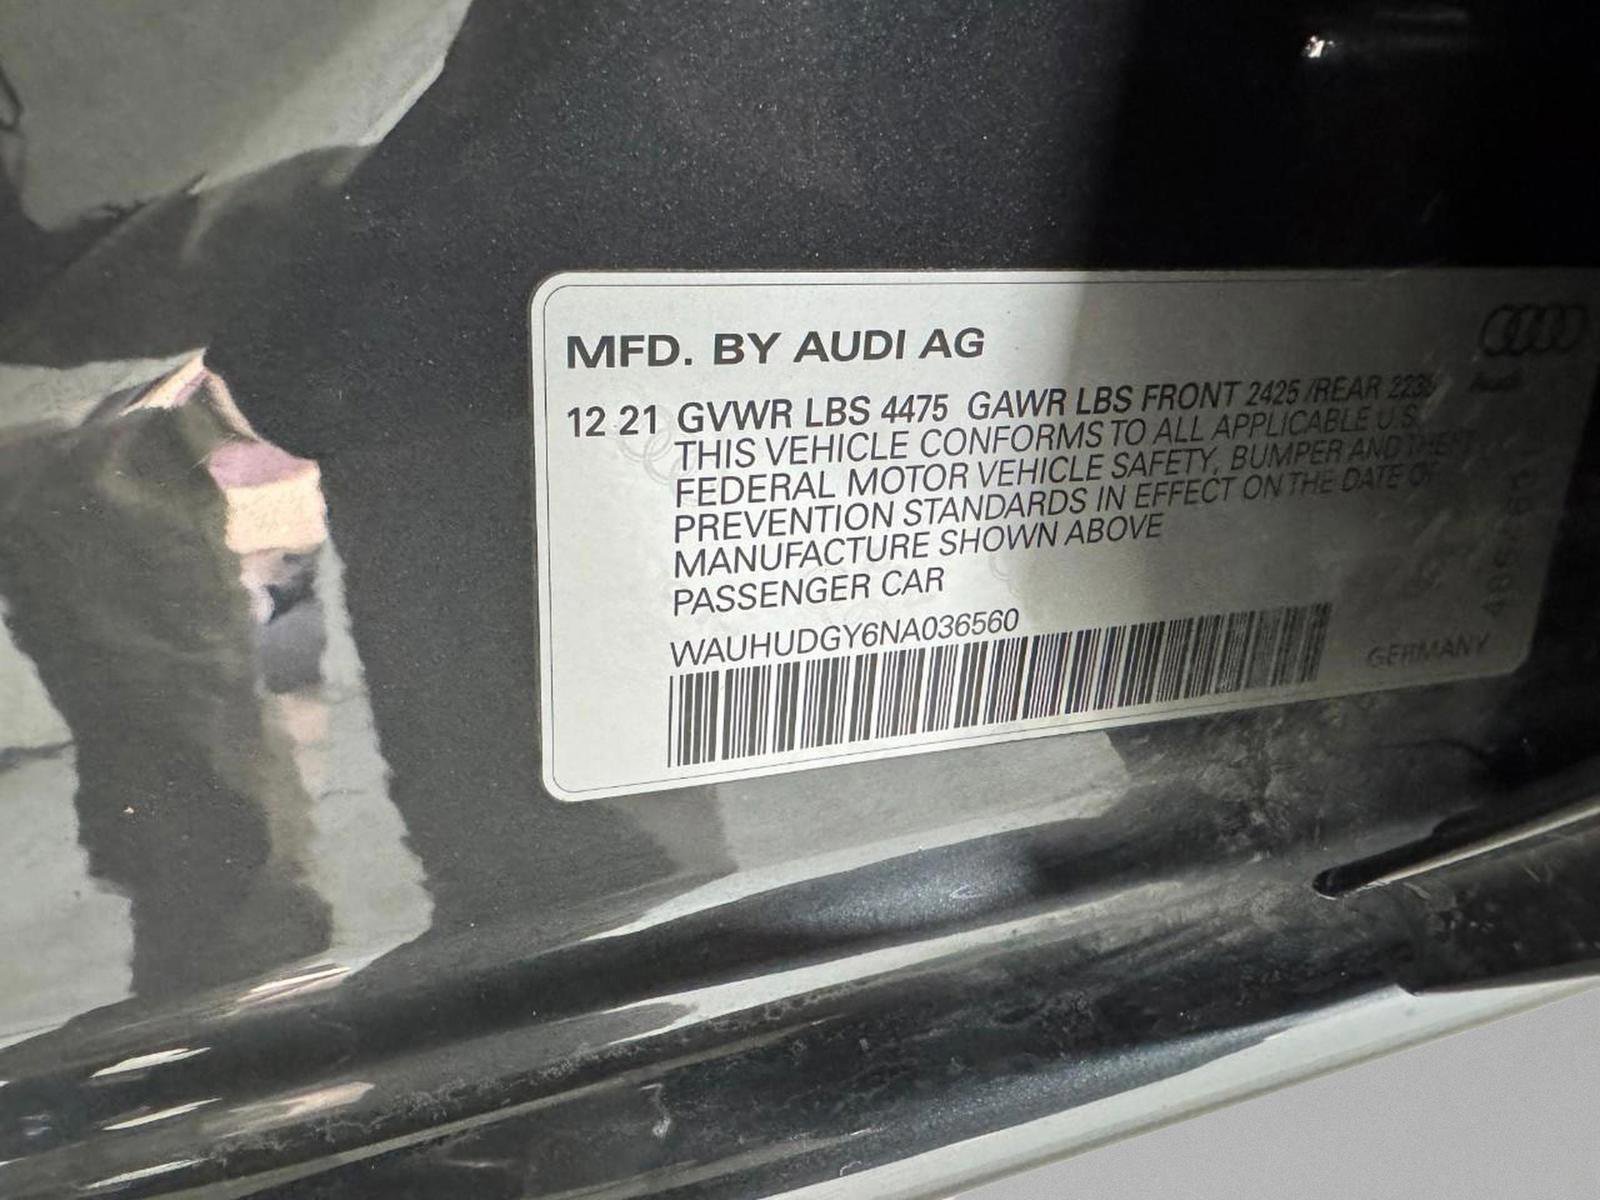 MFD. BY AUDI AG
12 21 GVWR LBS 4475 GAWR LBS FRONT 2425 /REAR
THIS VEHICLE CONFORMS TO ALL APPLICABLE U.S.
FEDERAL MOTOR VEHICLE SAFETY, BUMPER AND THEFT
PREVENTION STANDARDS IN EFFECT ON THE DATE OF
MANUFACTURE SHOWN ABOVE
PASSENGER CAR
WAUHUDGY6NA036560
GERMANY
Audi